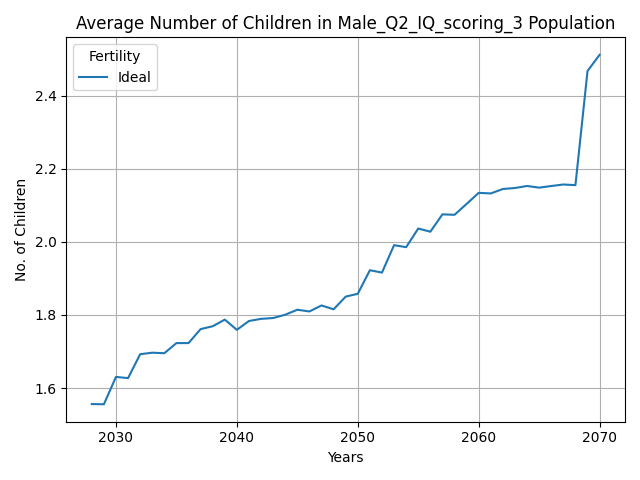 Average Number of Children in Male_Q2_IQ_scoring_3 Population
Fertility
Ideal
No. of Children
2.4
2.2
2.0
1.8
1.6
2030 2040 2050 2060 2070
Years